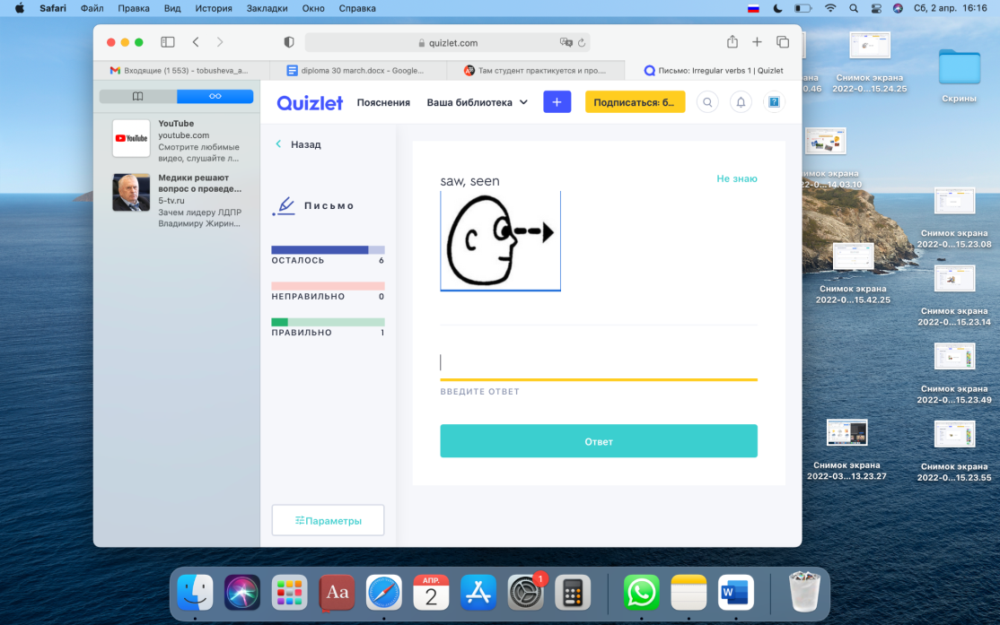 Safari Файл Правка Вид История Закладки Окно Справка Сб, 2 апр. 16:16
quizlet.com
Входящие (1 553) - tobusheva_a...
diploma 30 march.docx - Google...
Там студент практикуется и про....
Письмо: Irregular verbs 1 | Quizlet
YouTube
youtube.com
Смотрите любимые
видео, слушайте л...
Медики решают
вопрос о проведе...
5-tv.ru
Зачем лидеру ЛДПР
Владимиру Жирин...
Quizlet Пояснения Ваша библиотека + Подписаться: б...
Назад
Письмо
ОСТАЛОСЬ 6
НЕПРАВИЛЬНО 0
ПРАВИЛЬНО 1
Параметры
saw, seen
Не знаю
ВВЕДИТЕ ОТВЕТ
Ответ
рана
0.46
Снимок экрана
2022-0...15.24.25
Скрины
имок экрана
2-0...14.03.10
Снимок экрана
2022-0...15.23.08
Снимок экрана
2022-0...15.42.25
Снимок экрана
2022-0...15.23.14
Снимок экрана
2022-0...15.23.49
Снимок экрана
2022-03...13.23.27
Снимок экрана
2022-0...15.23.55
Aa
АПР.
2
1
W